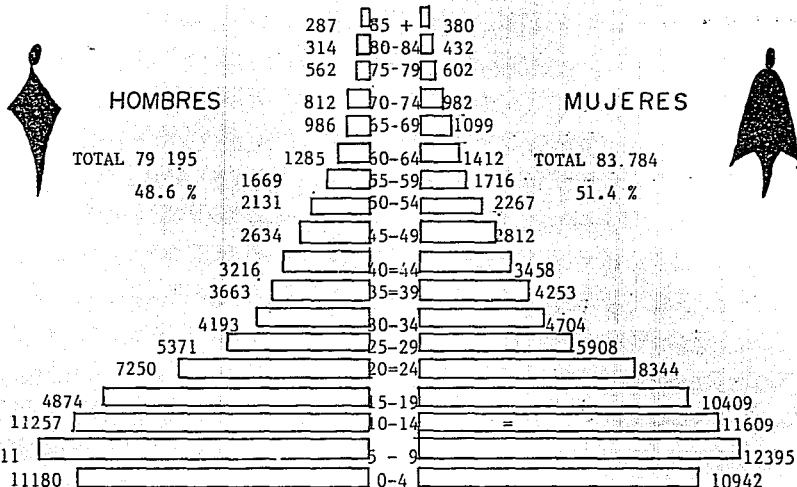 287 85 + 380
314 80-84 432
562 75-79 602
HOMBRES 812 70-74 982 MUJERES
986 65-69 1099
TOTAL 79 195 1285 60-64 1412 TOTAL 83.784
48.6 % 1669 55-59 1716 51.4 %
2131 50-54 2267
2634 45-49 2812
3216 40=44 3458
3663 35=39 4253
4193 30-34 4704
5371 25-29 5908
7250 20=24 8344
4874 15-19 10409
11257 10-14 = 11609
11 5 - 9 12395
11180 0-4 10942